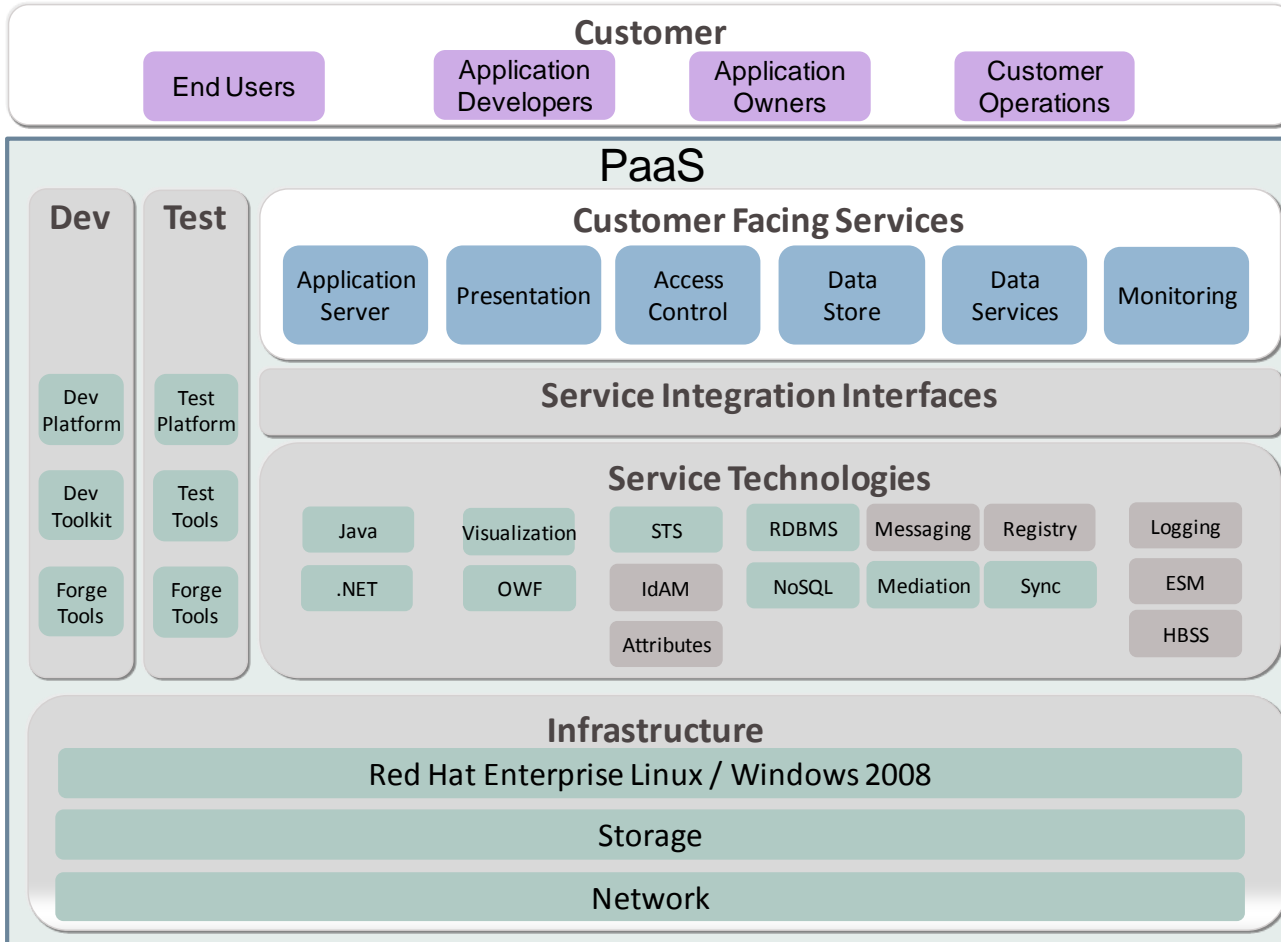 Customer
End Users
Application
Developers
Application
Owners
Customer
Operations
PaaS
Dev
Test
Customer Facing Services
Application
Server
Presentation
Access
Control
Data
Store
Data
Services
Monitoring
Dev
Platform
Test
Platform
Service Integration Interfaces
Dev
Toolkit
Test
Tools
Forge
Tools
Forge
Tools
Service Technologies
Java
Visualization
STS
RDBMS
Messaging
Registry
Logging
.NET
OWF
IdAM
NoSQL
Mediation
Sync
ESM
Attributes
HBSS
Infrastructure
Red Hat Enterprise Linux / Windows 2008
Storage
Network